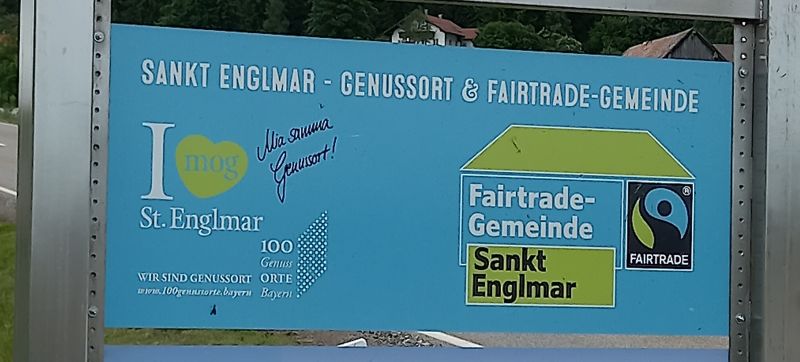 SANKT ENGLMAR - GENUSSORT & FAIRTRADE-GEMEINDE
I mog
St. Englmar
Mia samma
Genussort!
100
Genuss
ORTE
Bayern
WIR SIND GENUSSORT
www.100genussorte.bayern
Fairtrade-
Gemeinde
Sankt
Englmar
®
FAIRTRADE